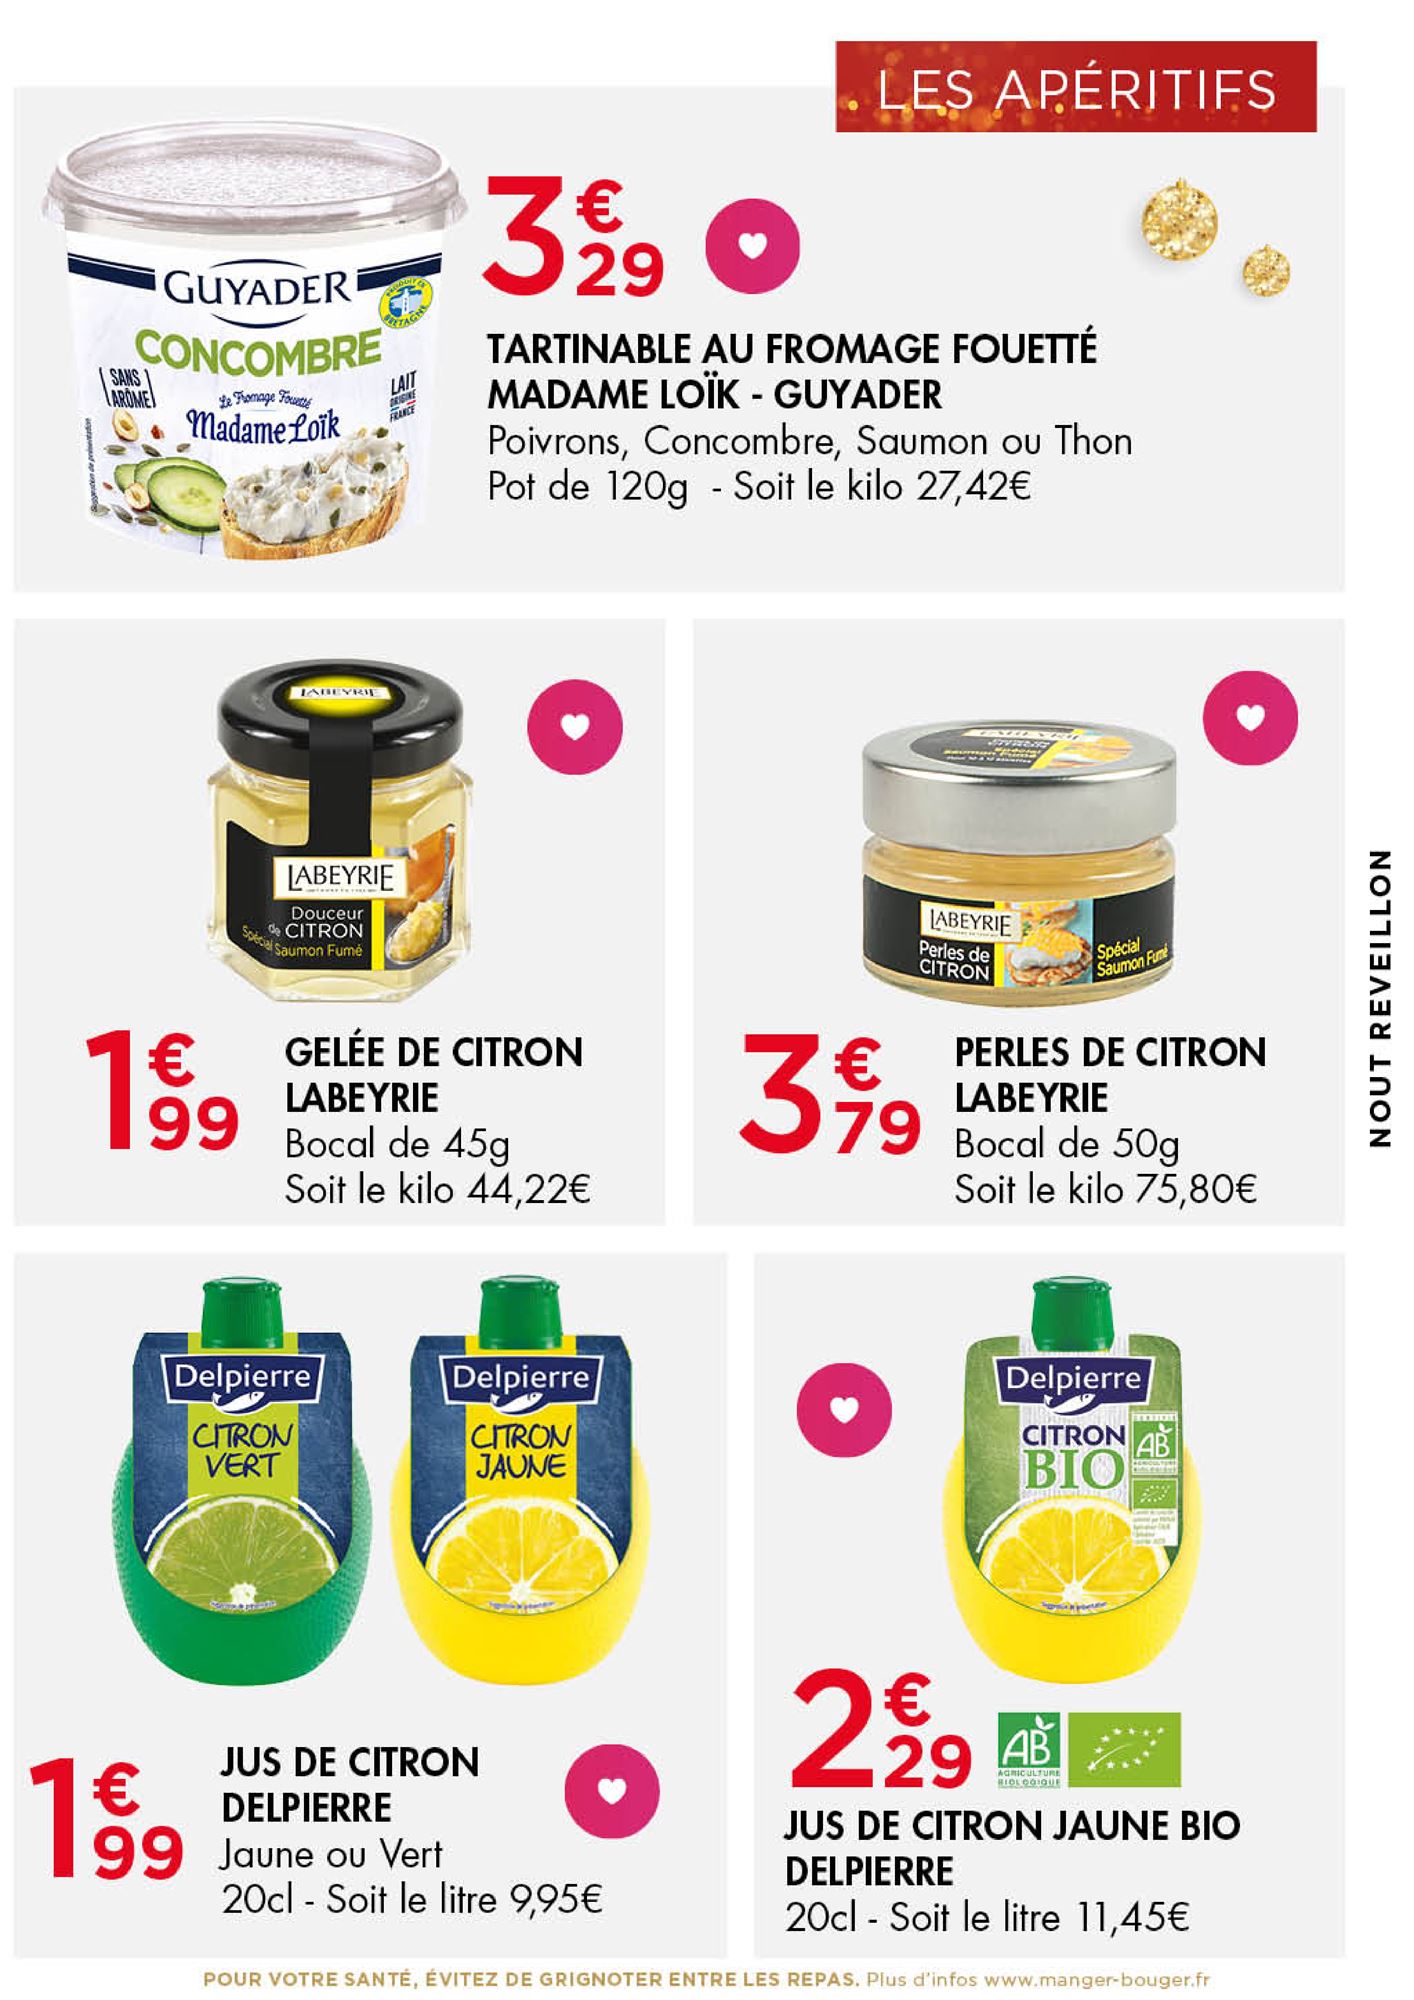 LES APÉRITIFS
GUYADER
PRODUIT EN
BRETAGNE
CONCOMBRE
SANS
ARÔME
Le Fromage Fouetté
Madame Loïk
LAIT
ORIGINE
FRANCE
Suggestion de présentation
3€29
TARTINABLE AU FROMAGE FOUETTÉ
MADAME LOÏK - GUYADER
Poivrons, Concombre, Saumon ou Thon
Pot de 120g - Soit le kilo 27,42€
LABEYRIE
LABEYRIE
Douceur
de CITRON
Spécial Saumon Fumé
1€99
GELÉE DE CITRON
LABEYRIE
Bocal de 45g
Soit le kilo 44,22€
LABEYRIE
Perles de
CITRON
Spécial
Saumon Fumé
3€79
PERLES DE CITRON
LABEYRIE
Bocal de 50g
Soit le kilo 75,80€
NOUT REVEILLON
Delpierre
CITRON
VERT
Delpierre
CITRON
JAUNE
1€99
JUS DE CITRON
DELPIERRE
Jaune ou Vert
20cl - Soit le litre 9,95€
Delpierre
CITRON
BIO
AB
2€29
AB
AGRICULTURE
BIOLOGIQUE
JUS DE CITRON JAUNE BIO
DELPIERRE
20cl - Soit le litre 11,45€
POUR VOTRE SANTÉ, ÉVITEZ DE GRIGNOTER ENTRE LES REPAS. Plus d'infos www.manger-bouger.fr